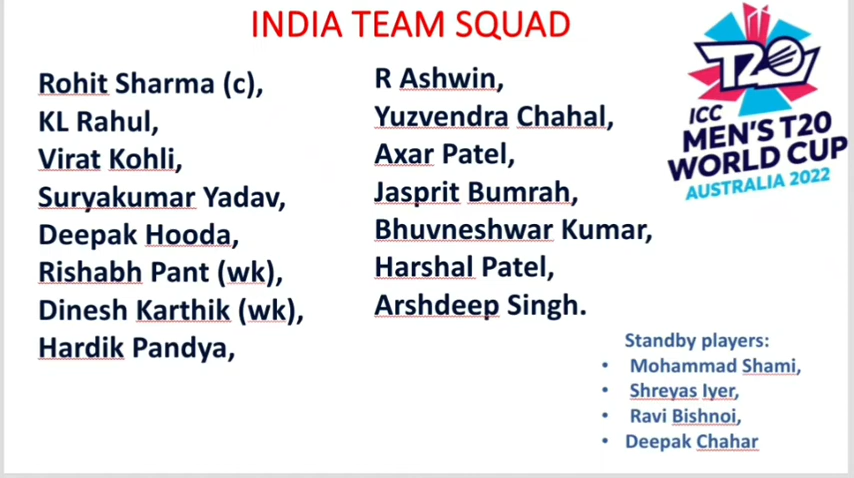 INDIA TEAM SQUAD
Rohit Sharma (c),
KL Rahul,
Virat Kohli,
Suryakumar Yadav,
Deepak Hooda,
Rishabh Pant (wk),
Dinesh Karthik (wk),
Hardik Pandya,
R Ashwin,
Yuzvendra Chahal,
Axar Patel,
Jasprit Bumrah,
Bhuvneshwar Kumar,
Harshal Patel,
Arshdeep Singh.
T20
ICC
MEN'S T20
WORLD CUP
AUSTRALIA 2022
Standby players:
• Mohammad Shami,
• Shreyas Iyer,
• Ravi Bishnoi,
• Deepak Chahar